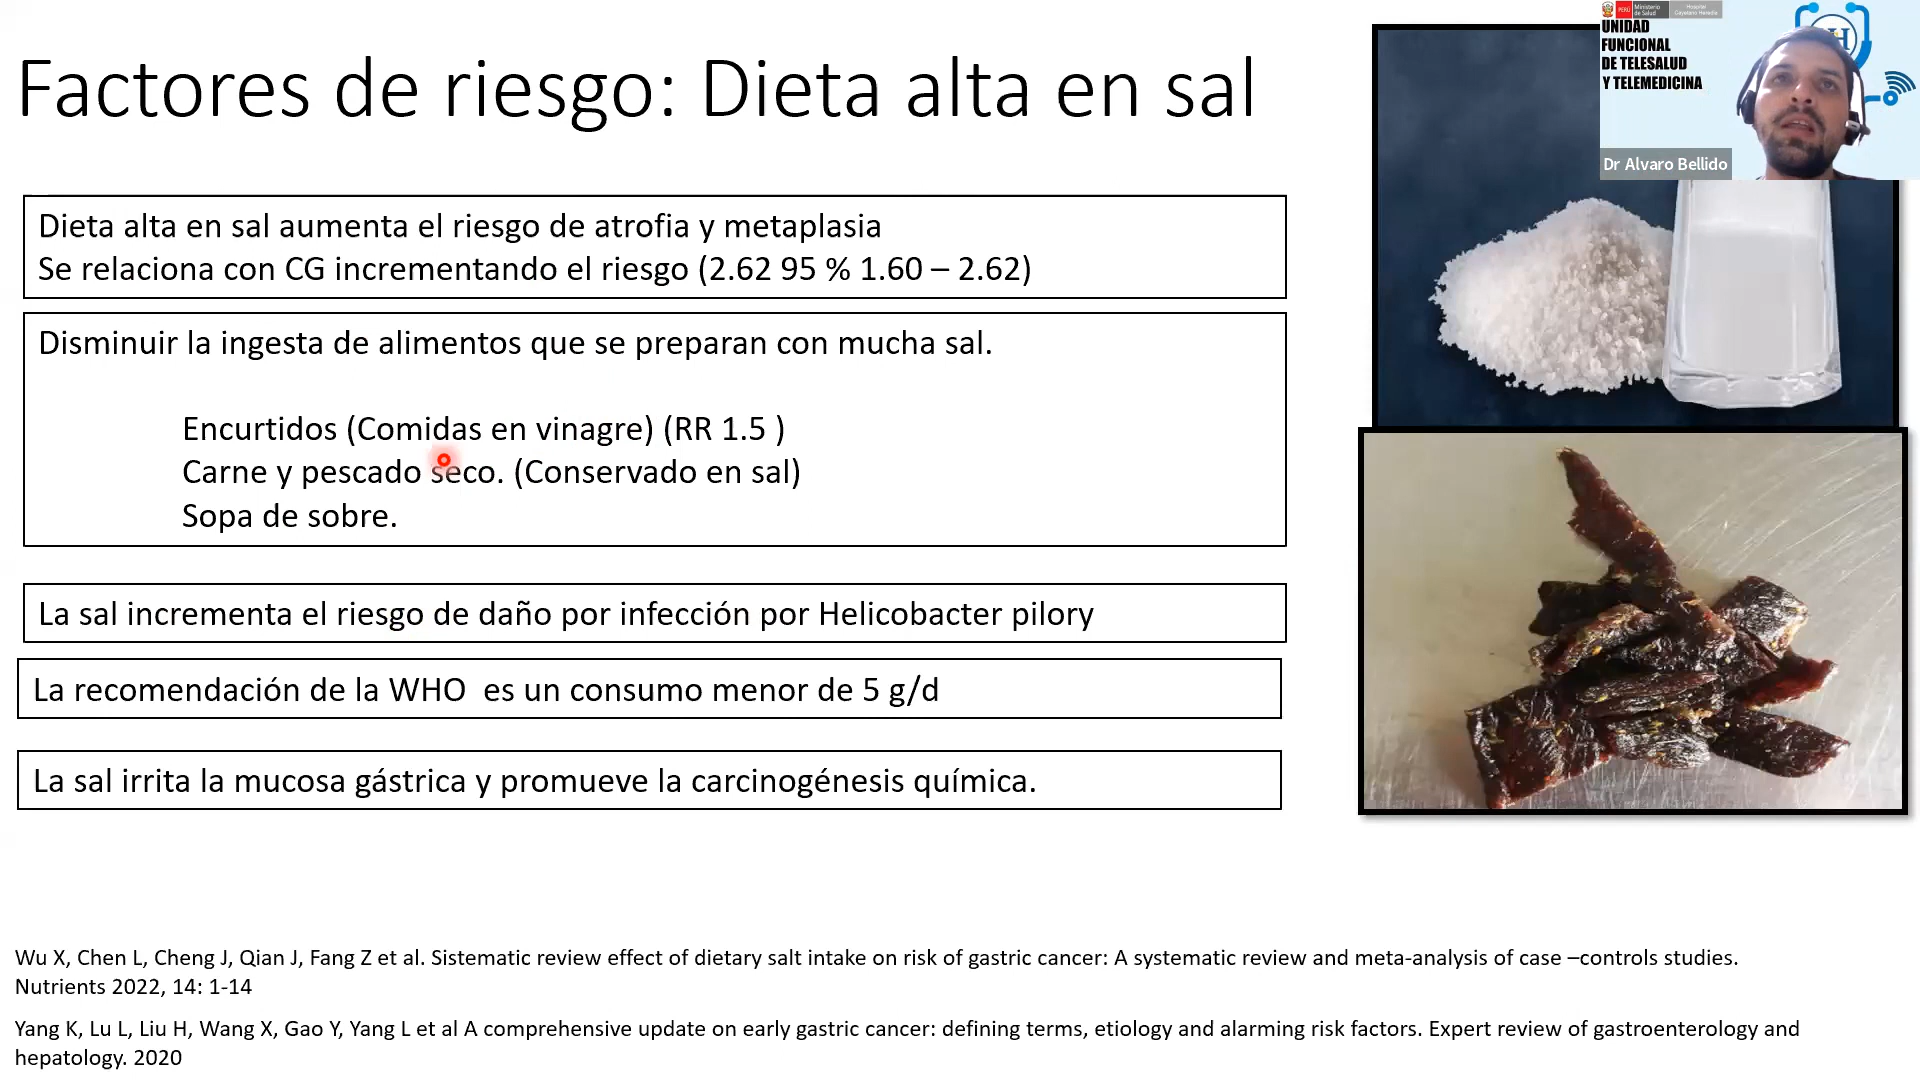 Factores de riesgo: Dieta alta en sal
PERÚ
Ministerio
de Salud
Hospital
Cayetano Heredia
UNIDAD
FUNCIONAL
DE TELESALUD
Y TELEMEDICINA
H
Dr Alvaro Bellido
Dieta alta en sal aumenta el riesgo de atrofia y metaplasia
Se relaciona con CG incrementando el riesgo (2.62 95 % 1.60 – 2.62)
Disminuir la ingesta de alimentos que se preparan con mucha sal.
Encurtidos (Comidas en vinagre) (RR 1.5 )
Carne y pescado seco. (Conservado en sal)
Sopa de sobre.
La sal incrementa el riesgo de daño por infección por Helicobacter pilory
La recomendación de la WHO  es un consumo menor de 5 g/d
La sal irrita la mucosa gástrica y promueve la carcinogénesis química.
Wu X, Chen L, Cheng J, Qian J, Fang Z et al. Sistematic review effect of dietary salt intake on risk of gastric cancer: A systematic review and meta-analysis of case –controls studies.
Nutrients 2022, 14: 1-14
Yang K, Lu L, Liu H, Wang X, Gao Y, Yang L et al A comprehensive update on early gastric cancer: defining terms, etiology and alarming risk factors. Expert review of gastroenterology and
hepatology. 2020